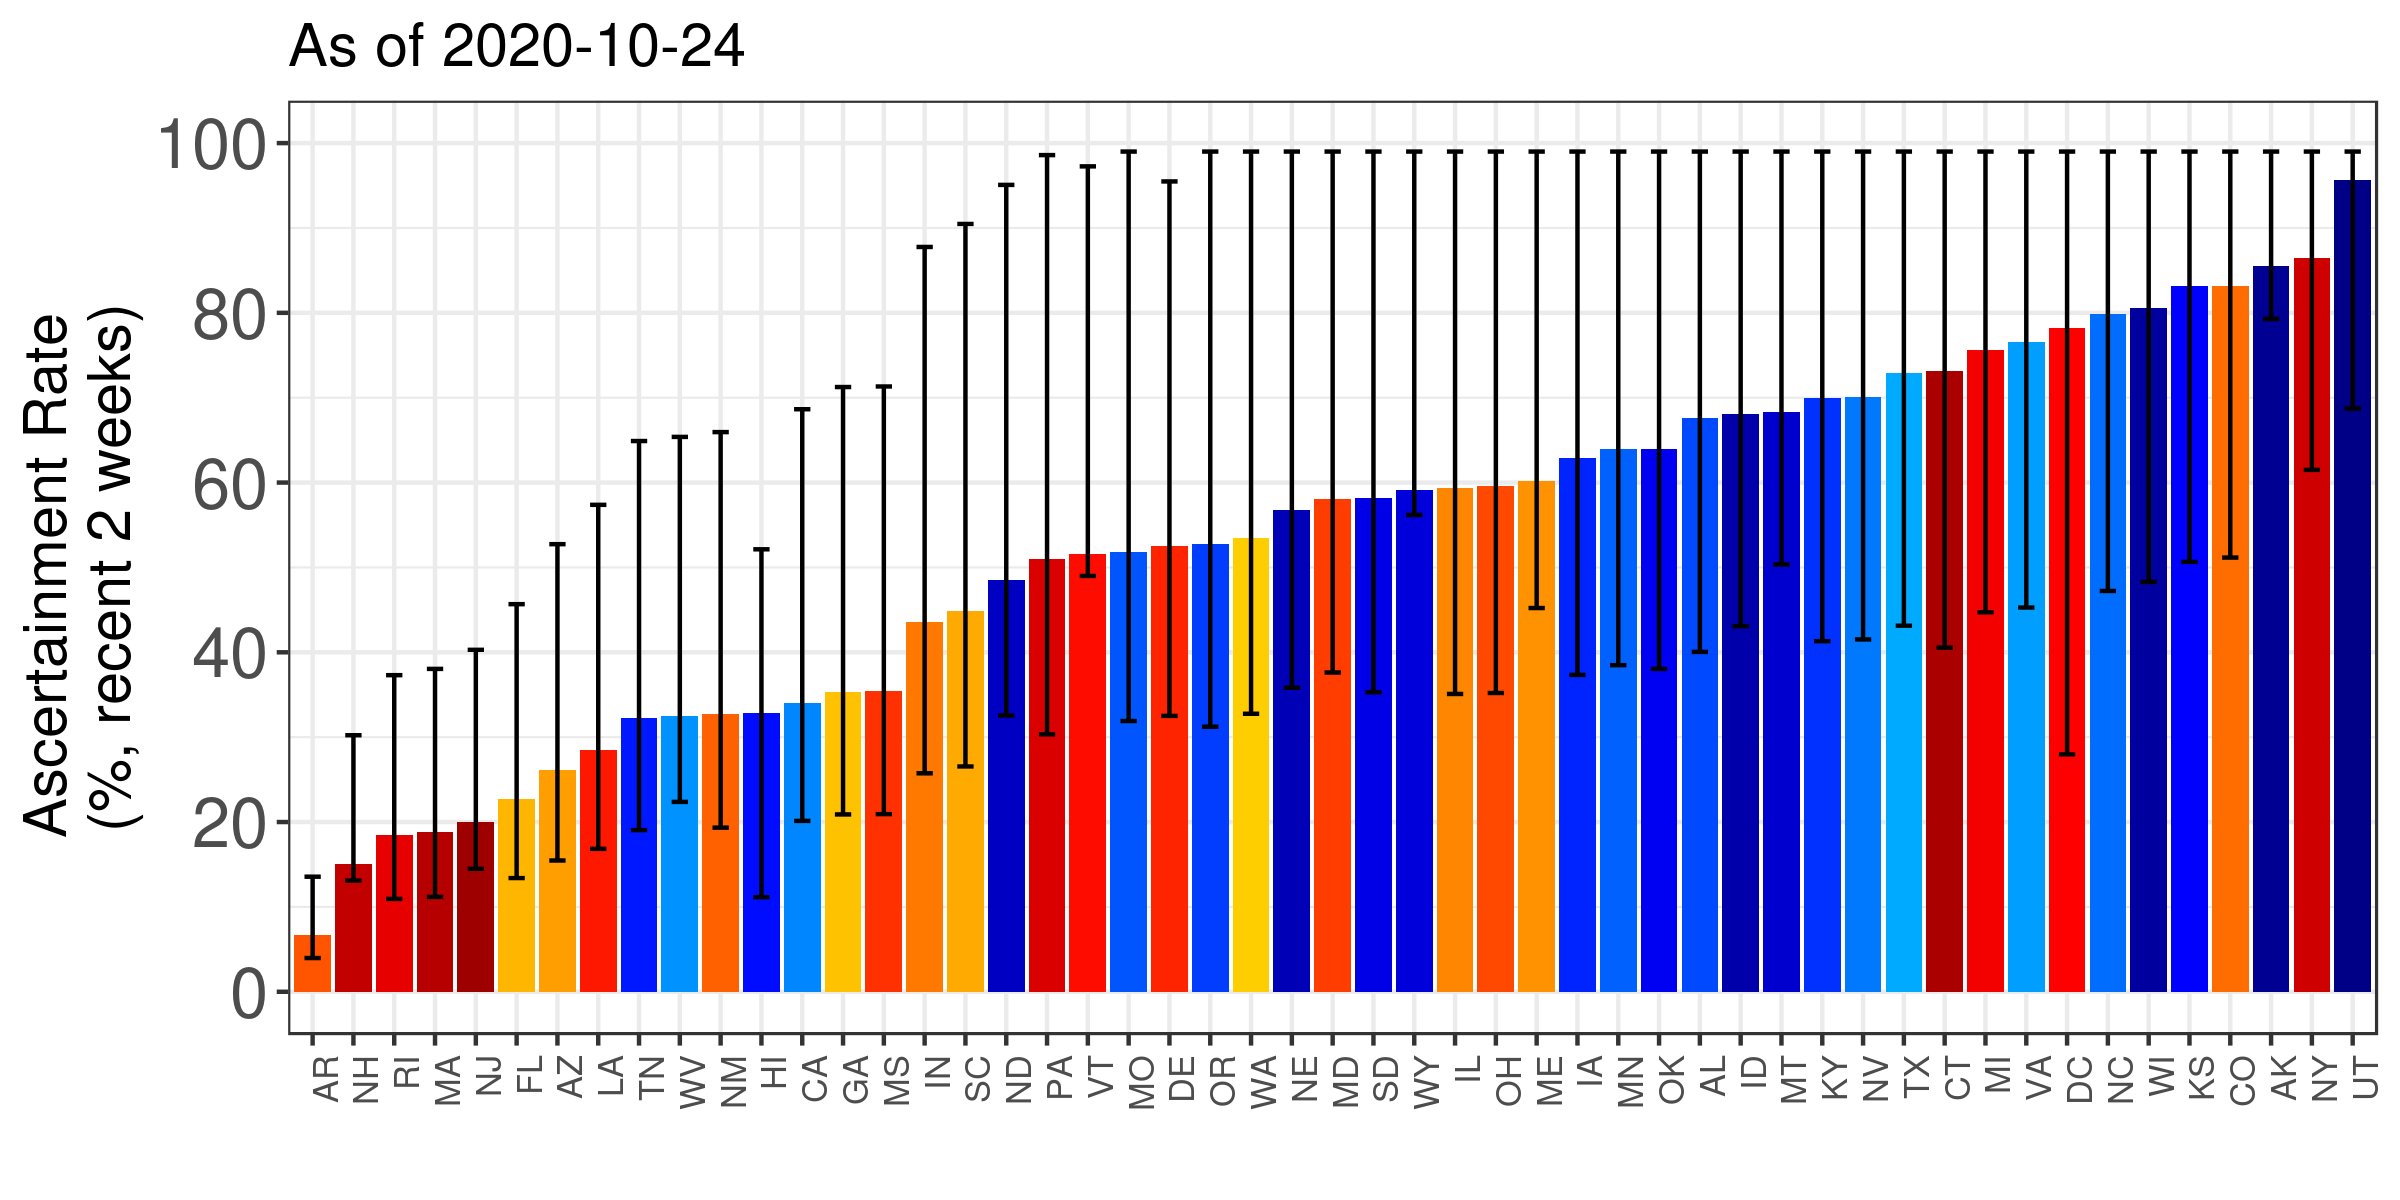 As of 2020-10-24
Ascertainment Rate
(%, recent 2 weeks)
100
80
60
40
20
0
AR NH RI MA NJ FL AZ LA TN WV NM HI CA GA MS IN SC ND PA VT MO DE OR WA NE MD SD WY IL OH ME IA MN OK AL ID MT KY NV TX CT MI VA DC NC WI KS CO AK NY UT